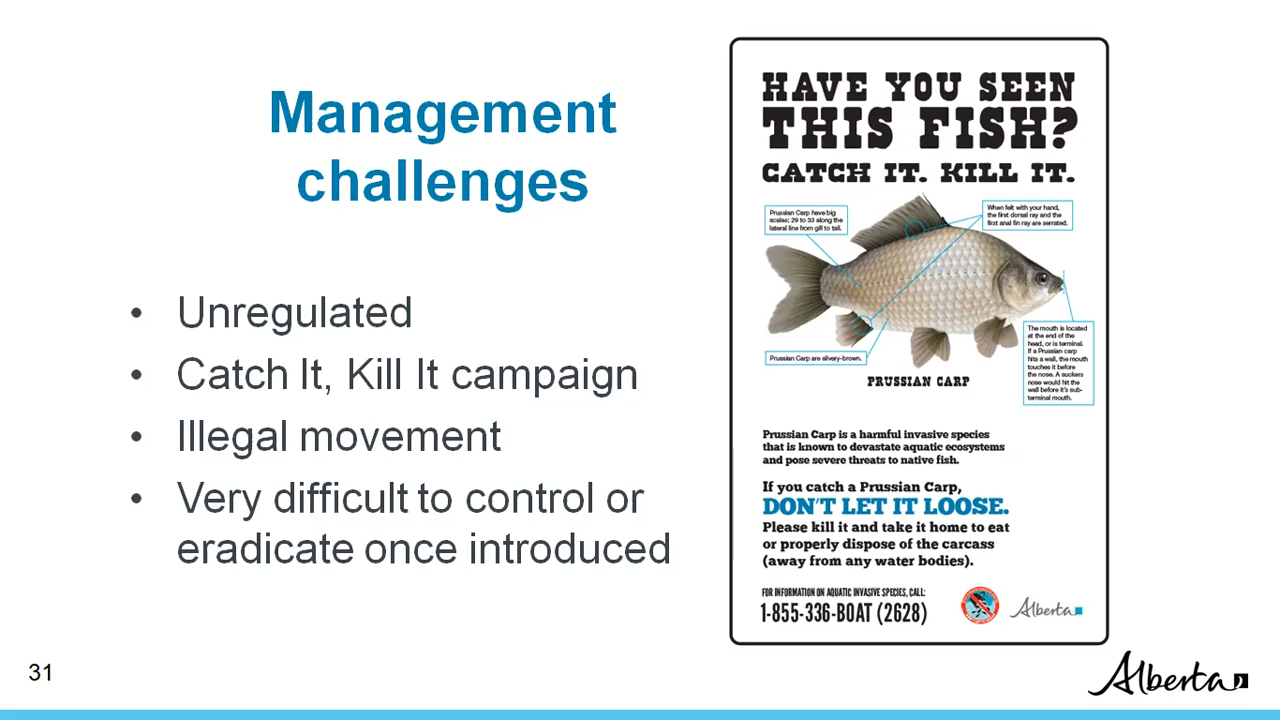 Management
challenges
• Unregulated
• Catch It, Kill It campaign
• Illegal movement
• Very difficult to control or
eradicate once introduced
HAVE YOU SEEN
THIS FISH?
CATCH IT. KILL IT.
Prussian Carp have big
scales; 29 to 33 along the
lateral line from gill to tail.
When felt with your hand,
the first dorsal ray and the
first anal fin ray are serrated.
Prussian Carp are silvery-brown.
The mouth is located
at the end of the
head, or is terminal.
If a Prussian carp
hits a wall, the mouth
touches it before
the nose. A suckers
nose would hit the
wall before it's sub-
terminal mouth.
PRUSSIAN CARP
Prussian Carp is a harmful invasive species
that is known to devastate aquatic ecosystems
and pose severe threats to native fish.
If you catch a Prussian Carp,
DON'T LET IT LOOSE.
Please kill it and take it home to eat
or properly dispose of the carcass
(away from any water bodies).
FOR INFORMATION ON AQUATIC INVASIVE SPECIES, CALL:
1-855-336-BOAT (2628)
Alberta
31
Alberta